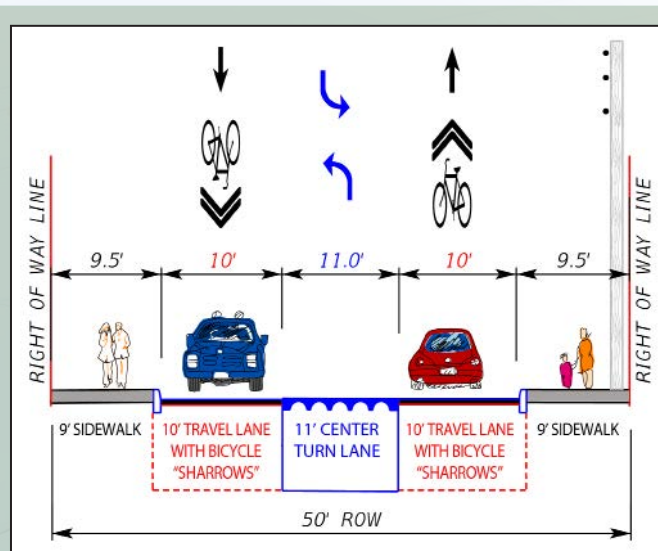 RIGHT OF WAY LINE
9.5'
10'
11.0'
10'
9.5'
RIGHT OF WAY LINE
9' SIDEWALK
10' TRAVEL LANE
WITH BICYCLE
“SHARROWS”
11' CENTER
TURN LANE
10' TRAVEL LANE
WITH BICYCLE
“SHARROWS”
9' SIDEWALK
50' ROW